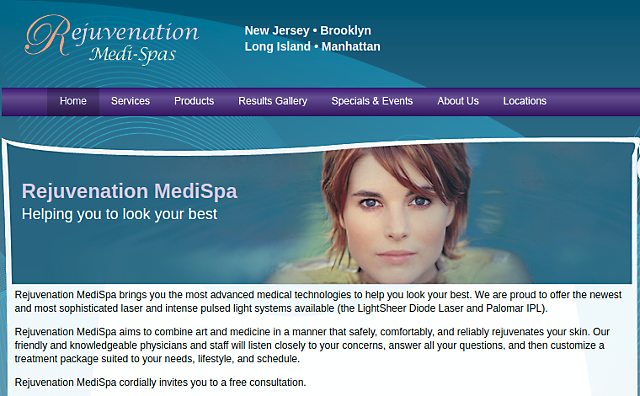 Rejuvenation
Medi-Spas
New Jersey • Brooklyn
Long Island • Manhattan
Home Services Products Results Gallery Specials & Events About Us Locations
Rejuvenation MediSpa
Helping you to look your best
Rejuvenation MediSpa brings you the most advanced medical technologies to help you look your best. We are proud to offer the newest
and most sophisticated laser and intense pulsed light systems available (the LightSheer Diode Laser and Palomar IPL).
Rejuvenation MediSpa aims to combine art and medicine in a manner that safely, comfortably, and reliably rejuvenates your skin. Our
friendly and knowledgeable physicians and staff will listen closely to your concerns, answer all your questions, and then customize a
treatment package suited to your needs, lifestyle, and schedule.
Rejuvenation MediSpa cordially invites you to a free consultation.